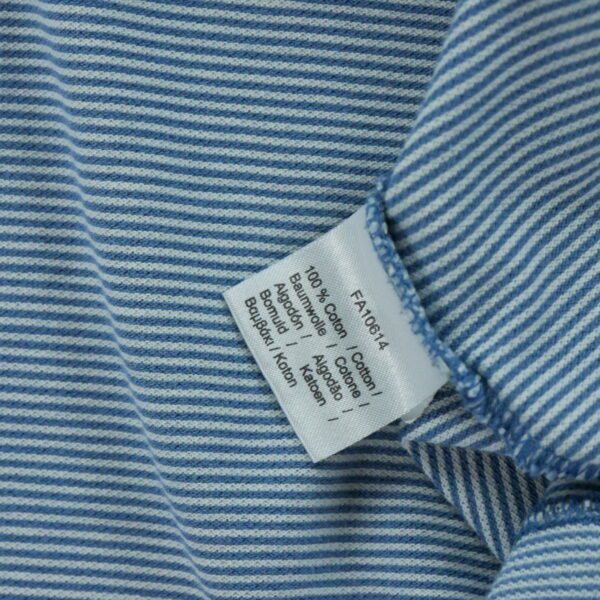 FA10614
100 % Coton / Cotton /
Baumwolle / Cotone /
Algodón / Algodão /
Bomuld / Katoen /
Βαμβάκι / Koton